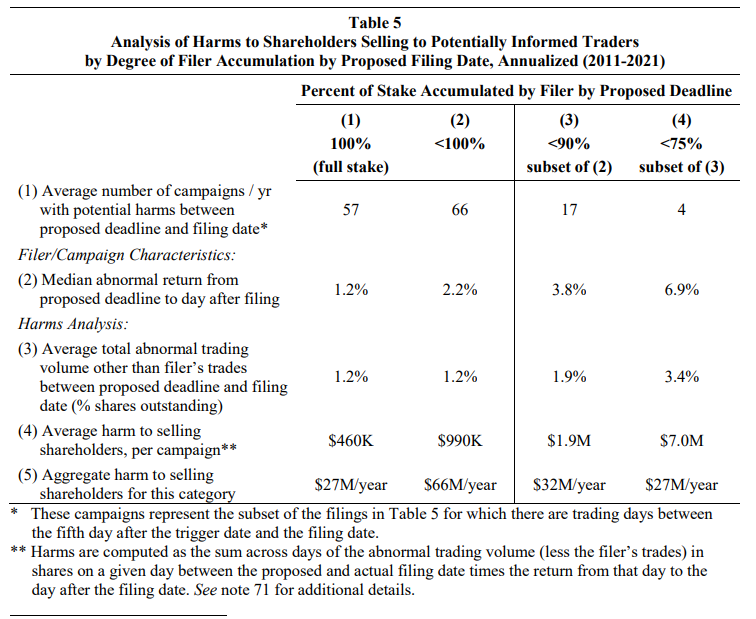 Table 5
Analysis of Harms to Shareholders Selling to Potentially Informed Traders
by Degree of Filer Accumulation by Proposed Filing Date, Annualized (2011-2021)
Percent of Stake Accumulated by Filer by Proposed Deadline
(1) (2) (3) (4)
100% <100% <90% <75%
(full stake) subset of (2) subset of (3)
(1) Average number of campaigns / yr
with potential harms between 57 66 17 4
proposed deadline and filing date*
Filer/Campaign Characteristics:
(2) Median abnormal return from
proposed deadline to day after filing 1.2% 2.2% 3.8% 6.9%
Harms Analysis:
(3) Average total abnormal trading
volume other than filer's trades
between proposed deadline and filing 1.2% 1.2% 1.9% 3.4%
date (% shares outstanding)
(4) Average harm to selling
shareholders, per campaign** $460K $990K $1.9M $7.0M
(5) Aggregate harm to selling
shareholders for this category $27M/year $66M/year $32M/year $27M/year
* These campaigns represent the subset of the filings in Table 5 for which there are trading days between
the fifth day after the trigger date and the filing date.
** Harms are computed as the sum across days of the abnormal trading volume (less the filer's trades) in
shares on a given day between the proposed and actual filing date times the return from that day to the
day after the filing date. See note 71 for additional details.